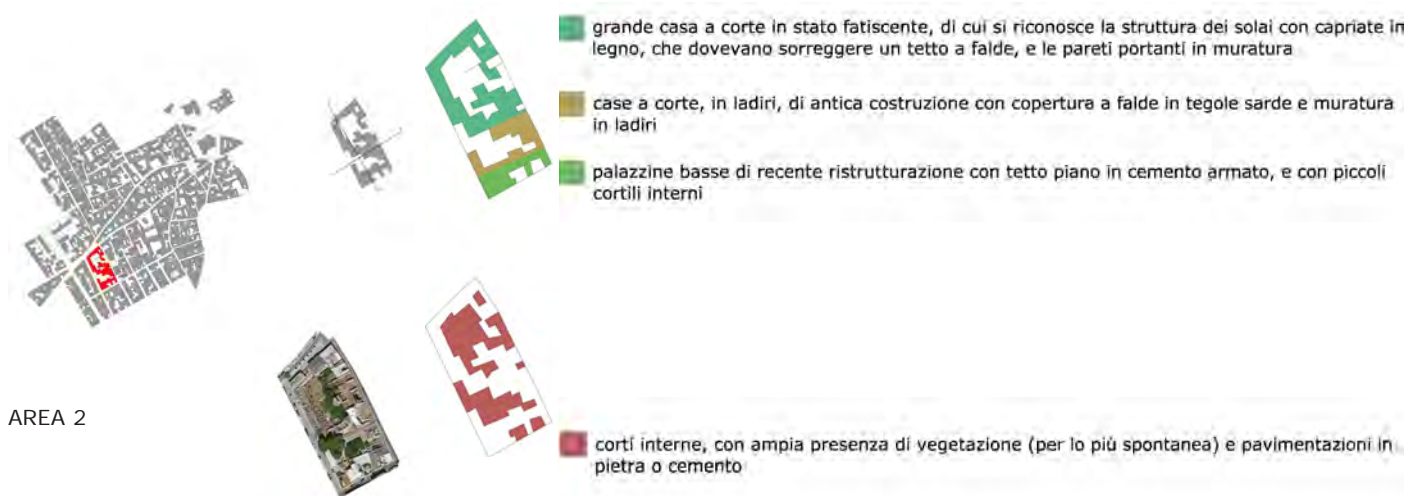 grande casa a corte in stato fatiscente, di cui si riconosce la struttura dei solai con capriate in
legno, che dovevano sorreggere un tetto a falde, e le pareti portanti in muratura
case a corte, in ladiri, di antica costruzione con copertura a falde in tegole sarde e muratura
in ladiri
palazzine basse di recente ristrutturazione con tetto piano in cemento armato, e con piccoli
cortili interni
AREA 2
corti interne, con ampia presenza di vegetazione (per lo più spontanea) e pavimentazioni in
pietra o cemento